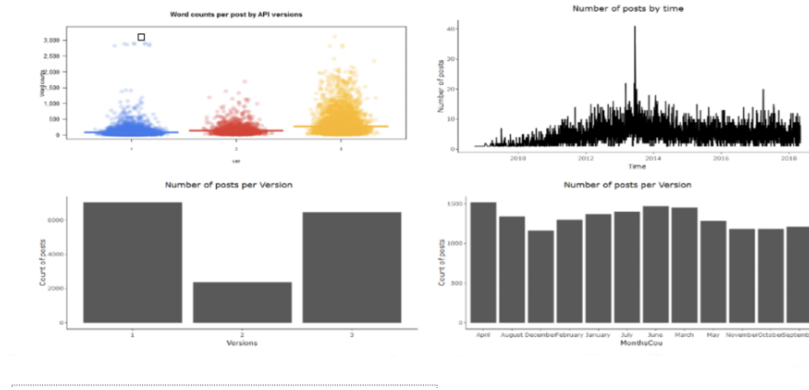 Word counts per post by API versions
3,000
2,500
2,000
1,500
1,000
500
0
Number of posts by time
Number of posts
40
30
20
10
0
2010
2012
2014
2016
2018
Time
Number of posts per Version
Count of posts
6000
4000
2000
0
1
2
3
Versions
Number of posts per Version
Count of posts
1500
1000
500
0
April August December February January July June March May November October Septemb
MonthsCou